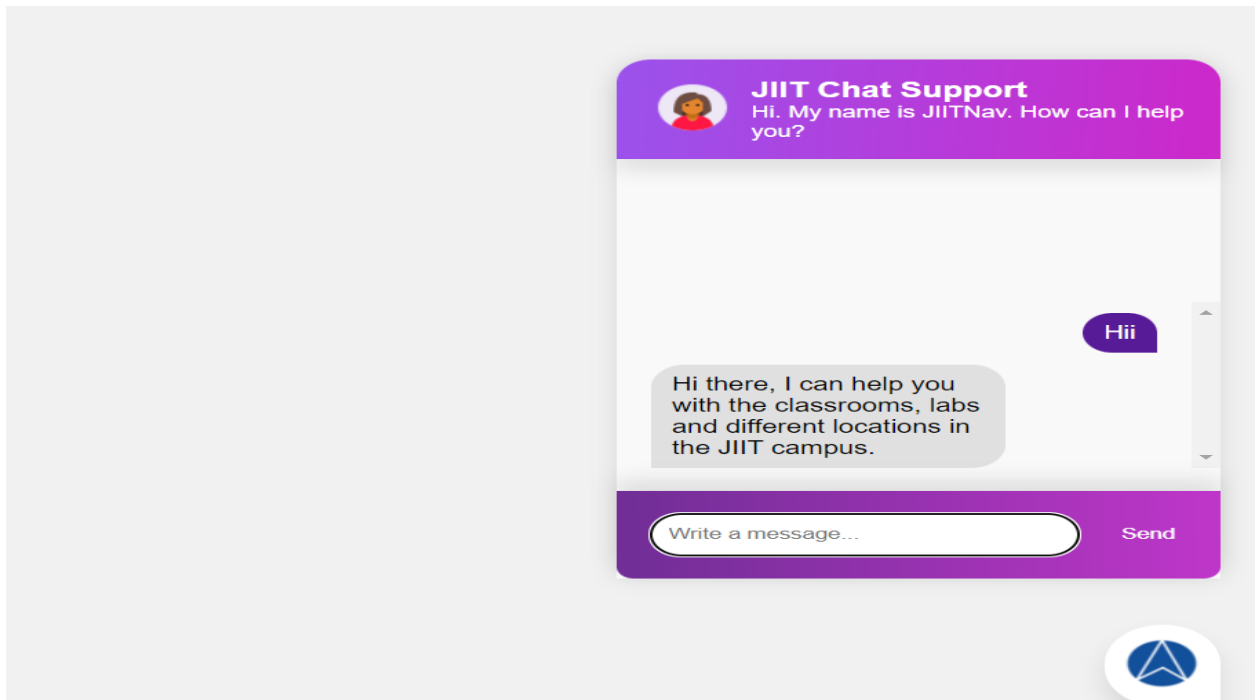 JIIT Chat Support
Hi. My name is JIITNav. How can I help
you?
Hii
Hi there, I can help you
with the classrooms, labs
and different locations in
the JIIT campus.
Write a message...
Send